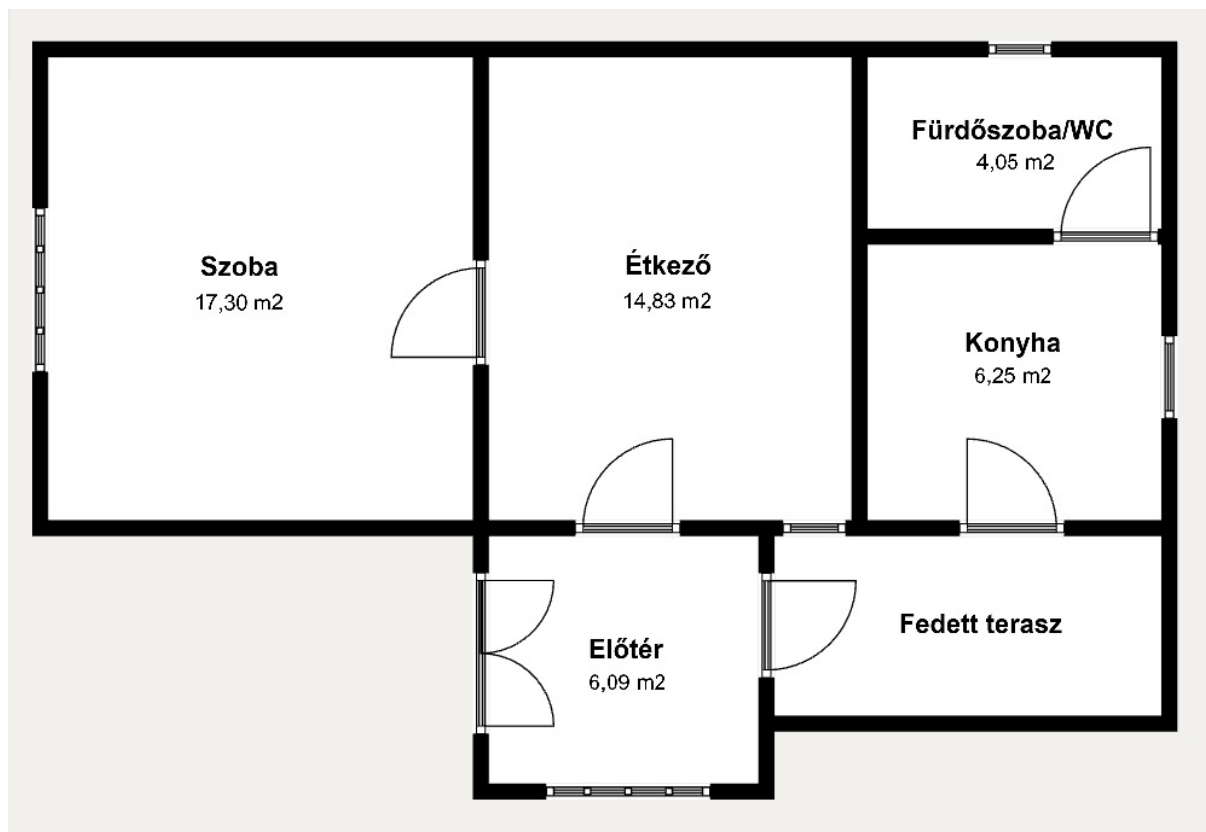 Fürdőszoba/WC
4,05 m2
Szoba
17,30 m2
Étkező
14,83 m2
Konyha
6,25 m2
Előtér
6,09 m2
Fedett terasz